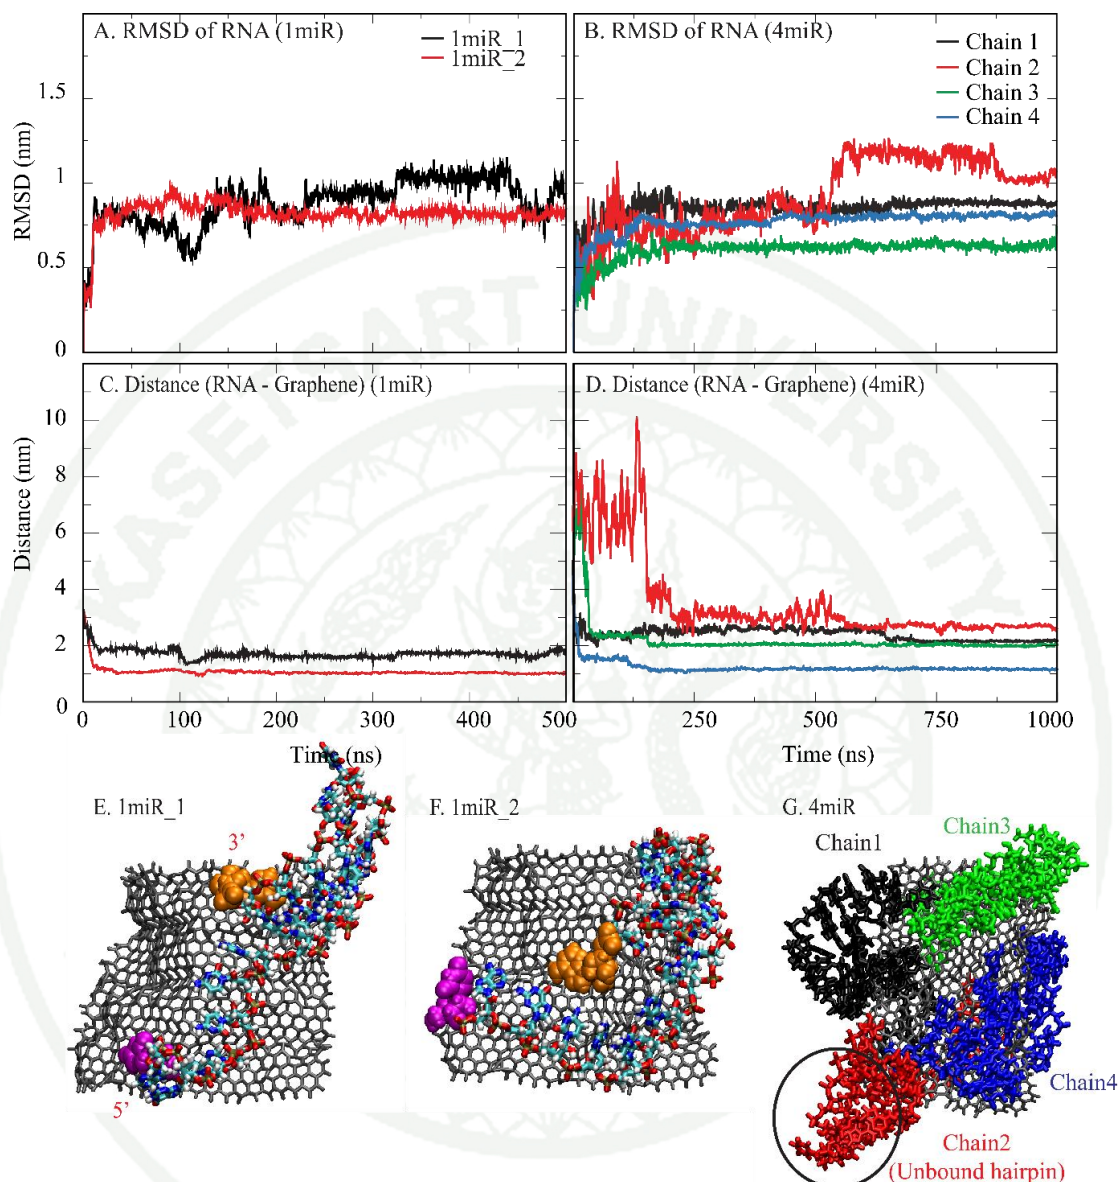 A. RMSD of RNA (1miR)
1miR_1
1miR_2
B. RMSD of RNA (4miR)
Chain 1
Chain 2
Chain 3
Chain 4
RMSD (nm)
1.5
1
0.5
0
C. Distance (RNA - Graphene) (1miR)
D. Distance (RNA - Graphene) (4miR)
Distance (nm)
10
8
6
4
2
0
0 100 200 300 400 500
250 500 750 1000
Time (ns)
Time (ns)
E. 1miR_1
3'
5'
F. 1miR_2
G. 4miR
Chain1
Chain3
Chain4
Chain2
(Unbound hairpin)
KASETSART UNIVERSITY